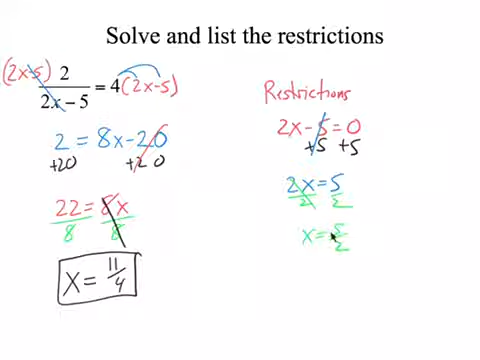 Solve and list the restrictions
(2x-5) 2 / 2x - 5 = 4(2x-5)
2 = 8x - 20
+20 +20
22 = 8x
8 8
x = 11/4
Restrictions
2x - 5 = 0
+5 +5
2x = 5
2 2
x = 5/2